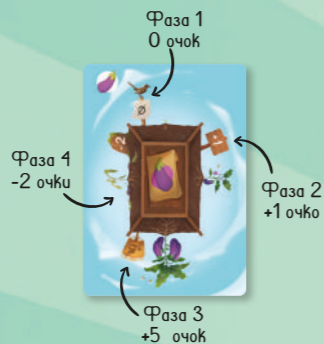 Фаза 1
0 очок
Фаза 4
-2 очки
Фаза 2
+1 очко
Фаза 3
+5 очок